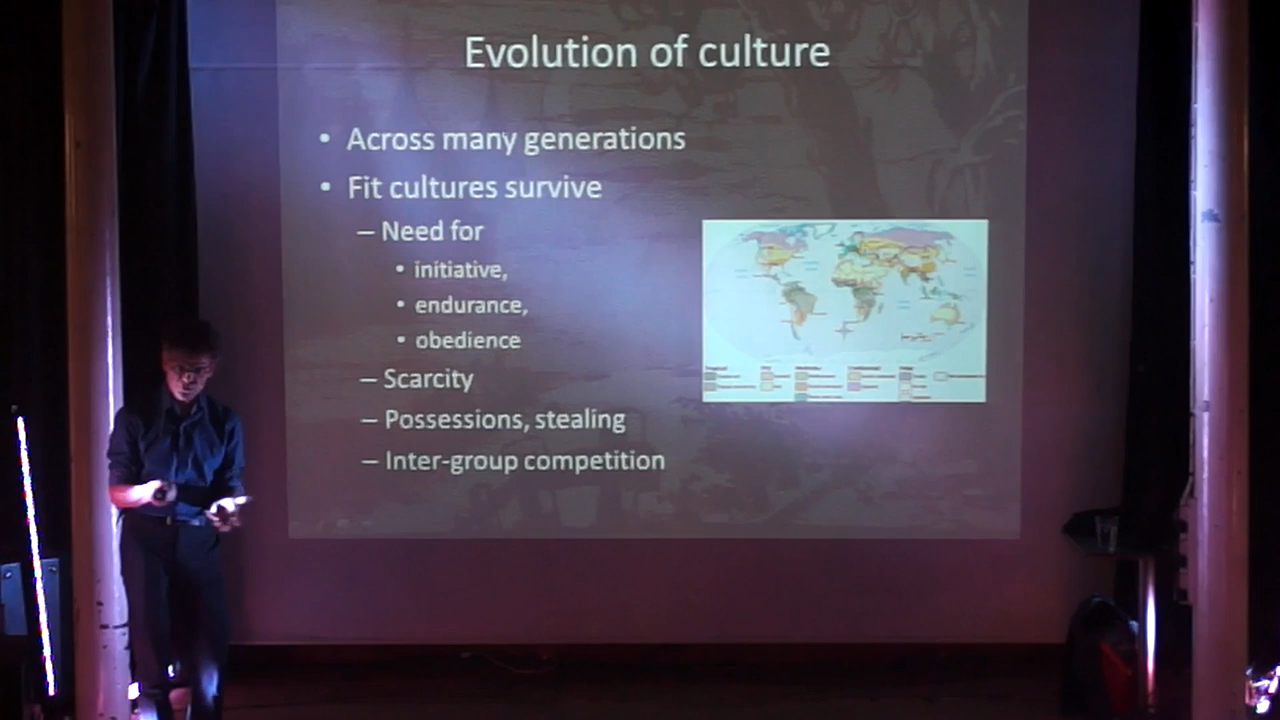 Evolution of culture
• Across many generations
• Fit cultures survive
– Need for
• initiative,
• endurance,
• obedience
– Scarcity
– Possessions, stealing
– Inter-group competition